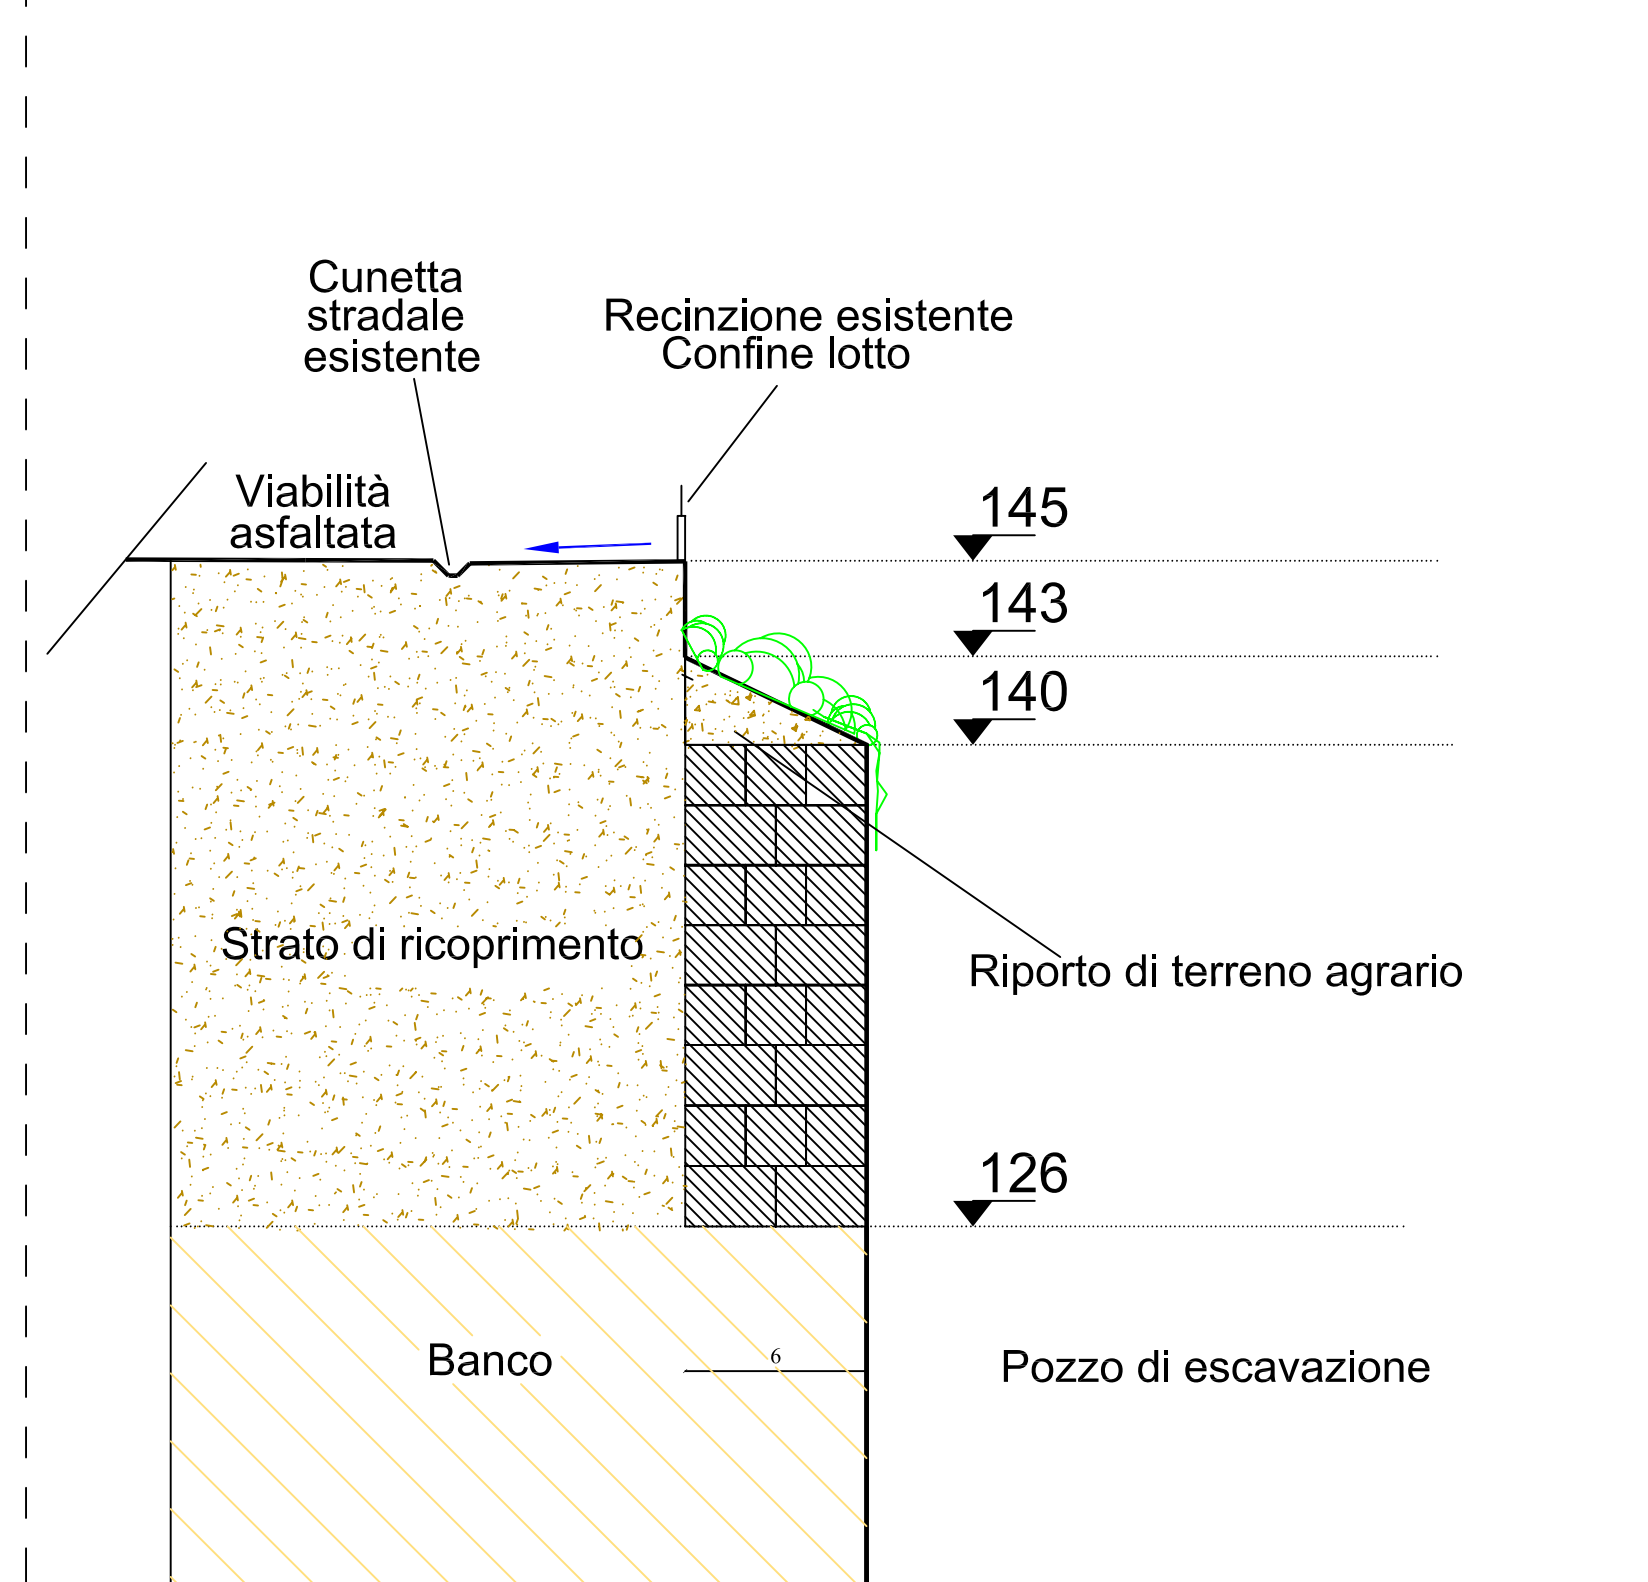 Cunetta
stradale
esistente
Recinzione esistente
Confine lotto
Viabilità
asfaltata
145
143
140
Strato di ricoprimento
Riporto di terreno agrario
126
Banco
6
Pozzo di escavazione